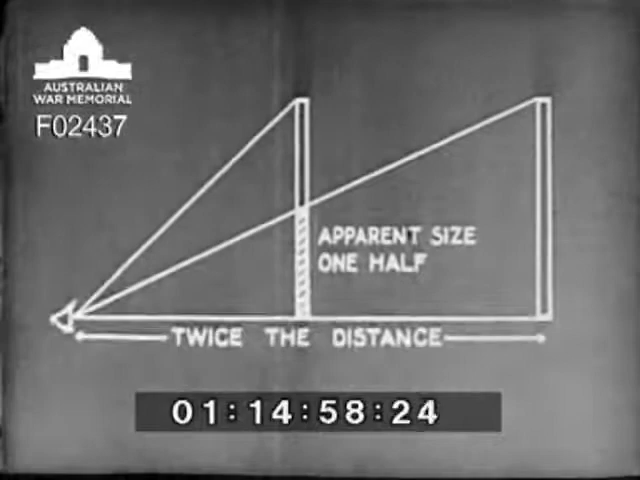 AUSTRALIAN
WAR MEMORIAL
F02437
APPARENT SIZE
ONE HALF
TWICE THE DISTANCE
01:14:58:24